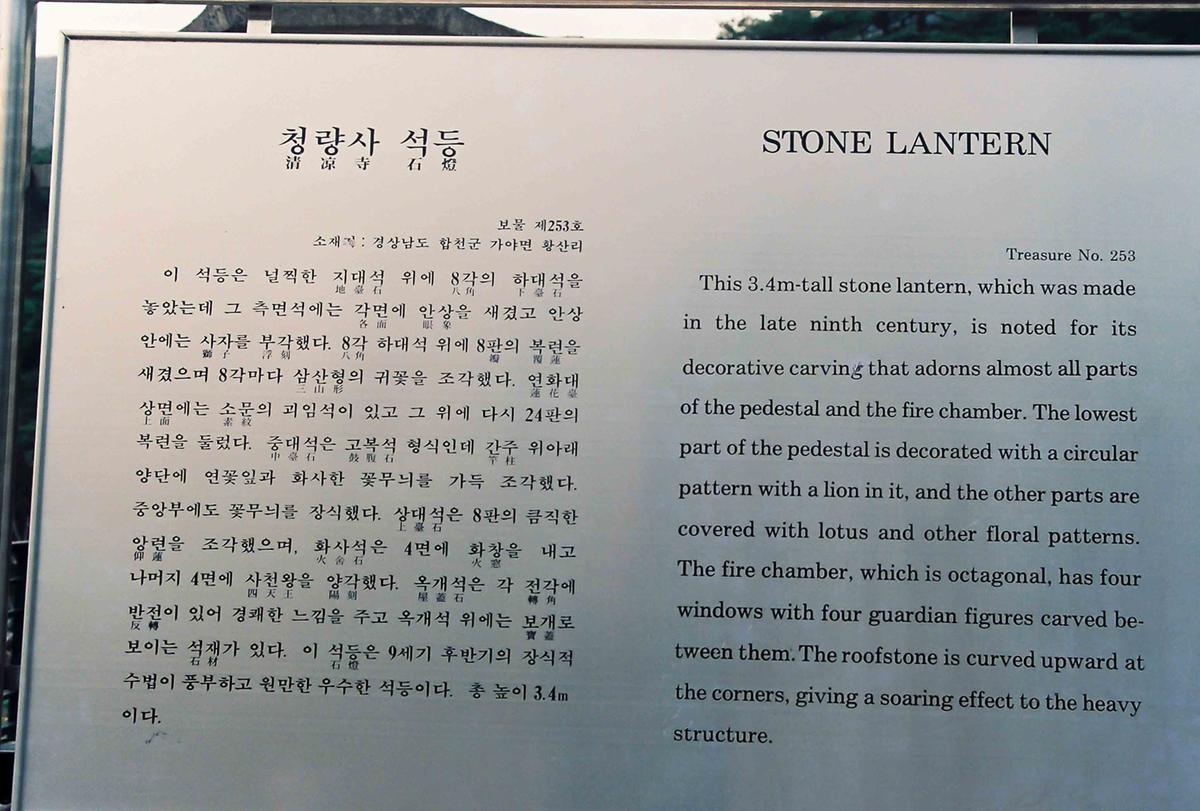 청량사 석등
清凉寺 石燈
보물 제253호
소재지: 경상남도 합천군 가야면 황산리
이 석등은 널찍한 지대석 위에 8각의 하대석을
地臺石 八角 下臺石
놓았는데 그 측면석에는 각면에 안상을 새겼고 안상
各面 眼象
안에는 사자를 부각했다. 8각 하대석 위에 8판의 복련을
獅子 浮刻 八角 瓣 覆蓮
새겼으며 8각마다 삼산형의 귀꽃을 조각했다. 연화대
三山形 蓮花臺
상면에는 소문의 괴임석이 있고 그 위에 다시 24판의
上面 素紋
복련을 둘렀다. 중대석은 고복석 형식인데 간주 위아래
中臺石 鼓腹石 竿柱
양단에 연꽃잎과 화사한 꽃무늬를 가득 조각했다.
중앙부에도 꽃무늬를 장식했다. 상대석은 8판의 큼직한
上臺石
앙련을 조각했으며, 화사석은 4면에 화창을 내고
仰蓮 火舍石 火窓
나머지 4면에 사천왕을 양각했다. 옥개석은 각 전각에
四天王 陽刻 屋蓋石 轉角
반전이 있어 경쾌한 느낌을 주고 옥개석 위에는 보개로
反轉 寶蓋
보이는 석재가 있다. 이 석등은 9세기 후반기의 장식적
石材 石燈
수법이 풍부하고 원만한 우수한 석등이다. 총 높이 3.4m
이다.
STONE LANTERN
Treasure No. 253
This 3.4m-tall stone lantern, which was made
in the late ninth century, is noted for its
decorative carving that adorns almost all parts
of the pedestal and the fire chamber. The lowest
part of the pedestal is decorated with a circular
pattern with a lion in it, and the other parts are
covered with lotus and other floral patterns.
The fire chamber, which is octagonal, has four
windows with four guardian figures carved be-
tween them. The roofstone is curved upward at
the corners, giving a soaring effect to the heavy
structure.